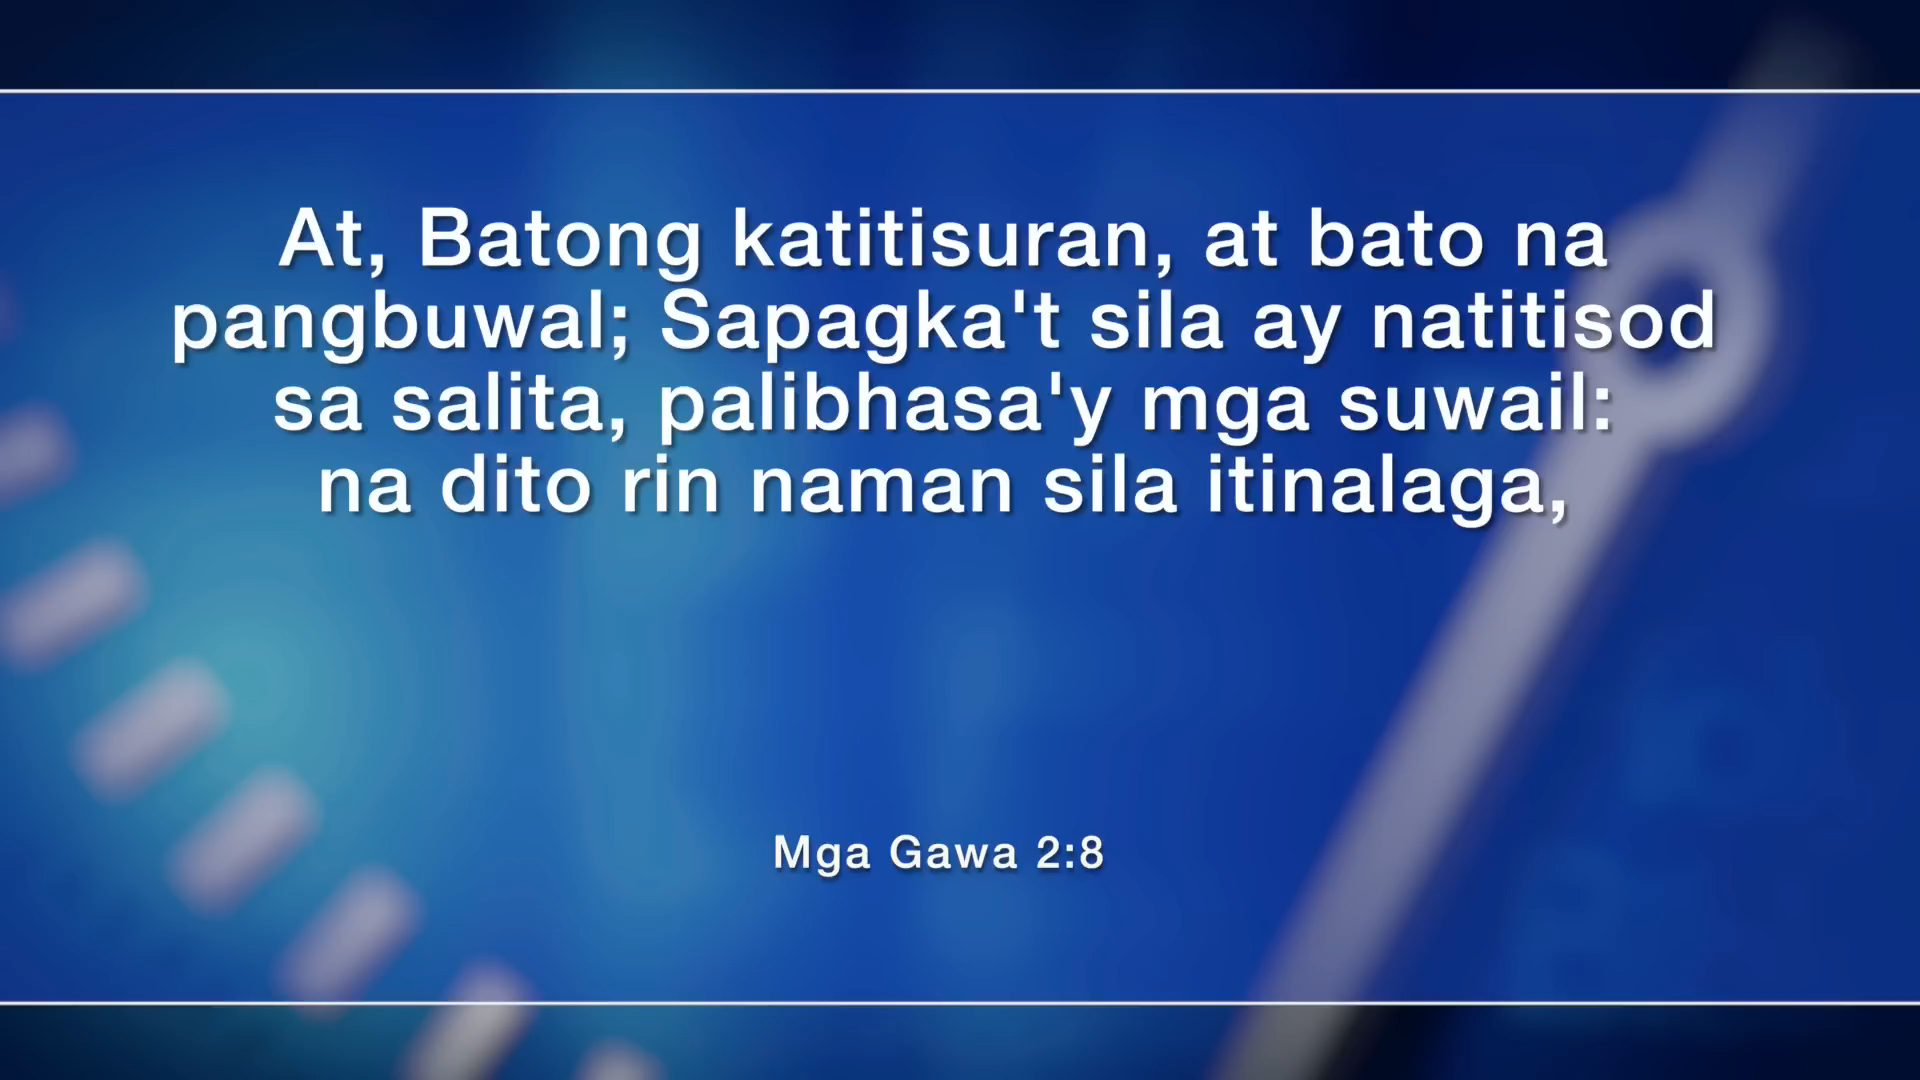 At, Batong katitisuran, at bato na
pangbuwal; Sapagka't sila ay natitisod
sa salita, palibhasa'y mga suwail:
na dito rin naman sila itinalaga,
Mga Gawa 2:8